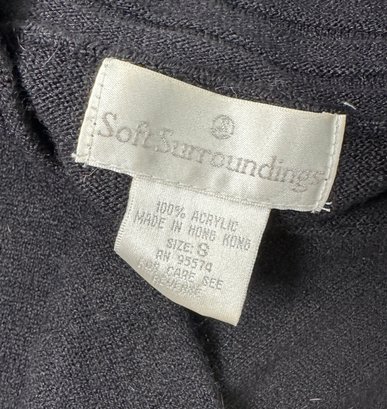 Soft Surroundings
100% ACRYLIC
MADE IN HONG KONG
SIZE: S
RN 95574
FOR CARE SEE
REVERSE